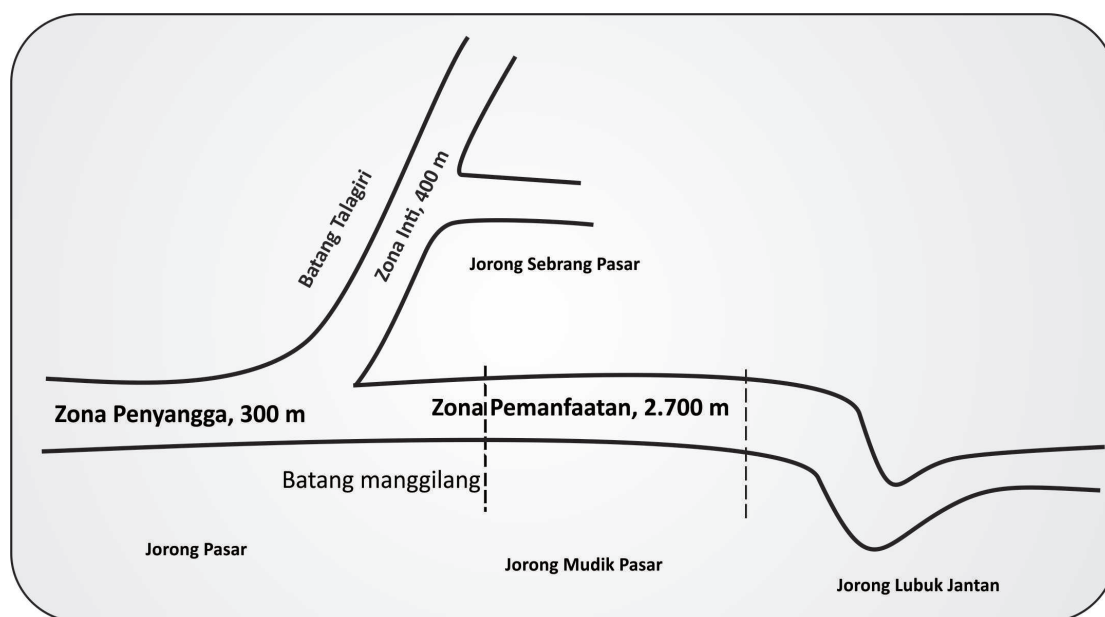 Batang Talagiri
Zona Inti, 400 m
Jorong Sebrang Pasar
Zona Penyangga, 300 m
Zona Pemanfaatan, 2.700 m
Batang manggilang
Jorong Pasar
Jorong Mudik Pasar
Jorong Lubuk Jantan